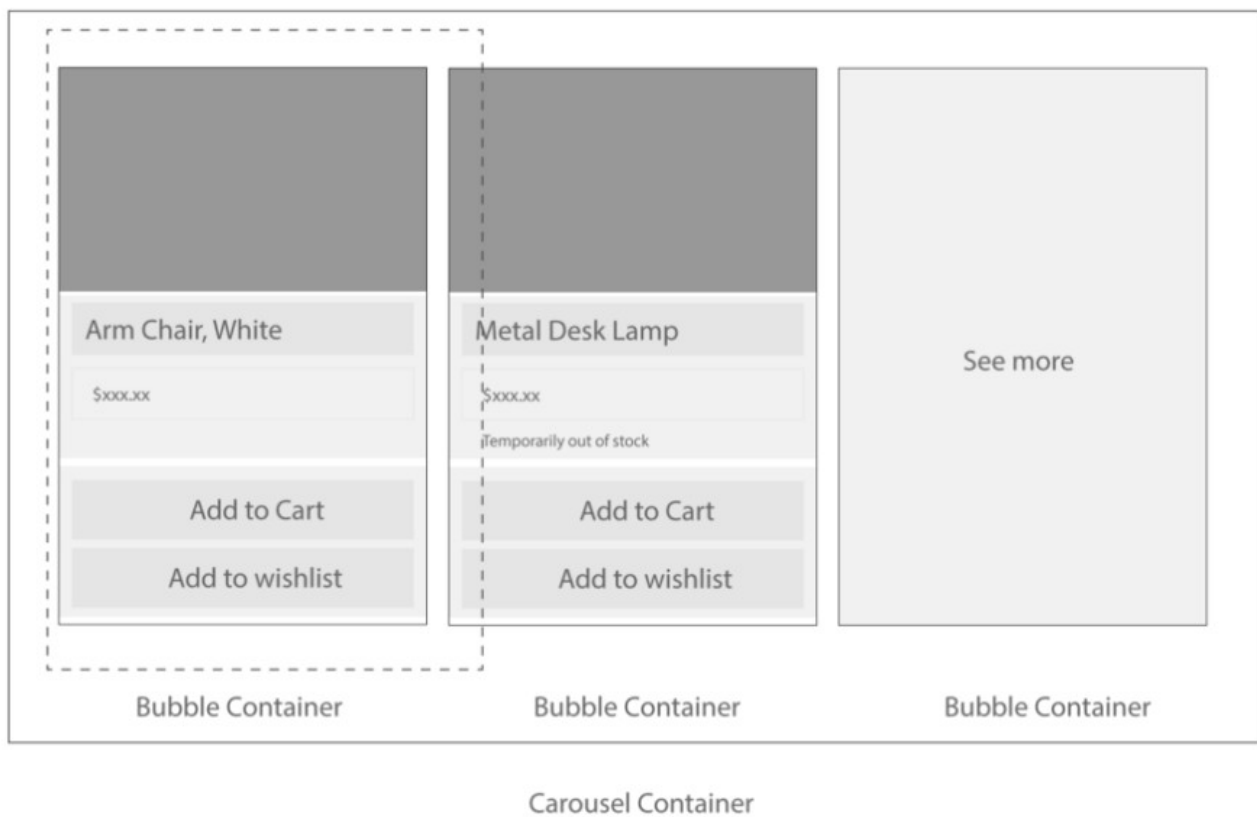 Arm Chair, White
$xxx.xx
Add to Cart
Add to wishlist
Metal Desk Lamp
$xxx.xx
Temporarily out of stock
Add to Cart
Add to wishlist
See more
Bubble Container
Bubble Container
Bubble Container
Carousel Container